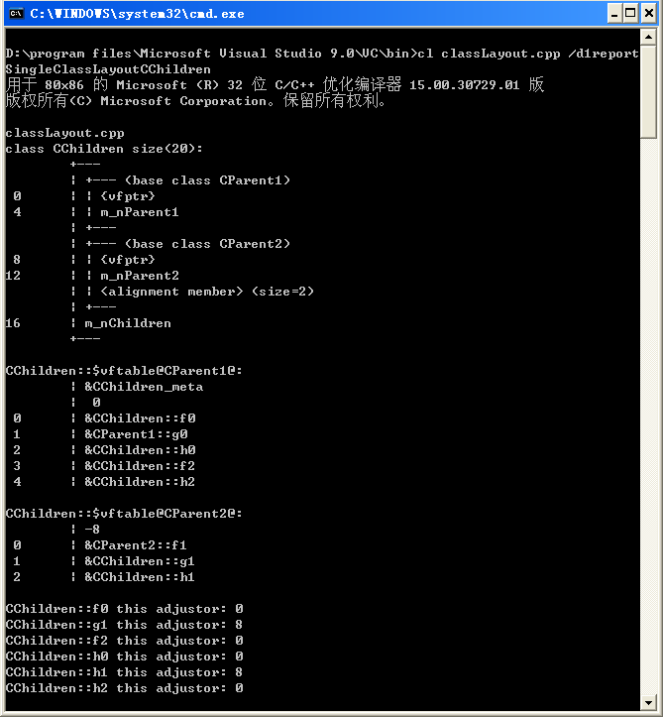 C:\WINDOWS\system32\cmd.exe
D:\program files\Microsoft Visual Studio 9.0\VC\bin>cl classLayout.cpp /d1report
SingleClassLayoutCChildren
用于 80x86 的 Microsoft (R) 32 位 C/C++ 优化编译器 15.00.30729.01 版
版权所有(C) Microsoft Corporation。保留所有权利。
classLayout.cpp
class CChildren size(20):
        +---
        | +--- (base class CParent1)
 0      | | {vfptr}
 4      | | m_nParent1
        | +---
        | +--- (base class CParent2)
 8      | | {vfptr}
12      | | m_nParent2
        | | <alignment member> (size=2)
        | +---
16      | m_nChildren
        +---
CChildren::$vftable@CParent1@:
        | &CChildren_meta
        |  0
 0      | &CChildren::f0
 1      | &CParent1::g0
 2      | &CChildren::h0
 3      | &CChildren::f2
 4      | &CChildren::h2
CChildren::$vftable@CParent2@:
        | -8
 0      | &CParent2::f1
 1      | &CChildren::g1
 2      | &CChildren::h1
CChildren::f0 this adjustor: 0
CChildren::g1 this adjustor: 8
CChildren::f2 this adjustor: 0
CChildren::h0 this adjustor: 0
CChildren::h1 this adjustor: 8
CChildren::h2 this adjustor: 0